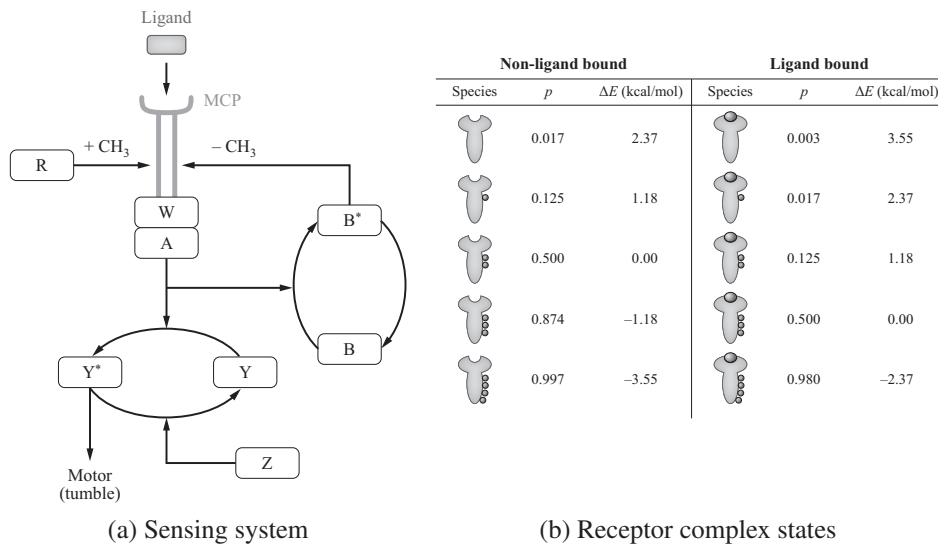 Ligand
MCP
+ CH3
– CH3
R
W
A
B*
B
Y*
Y
Z
Motor
(tumble)
(a) Sensing system
Non-ligand bound Ligand bound
Species p ΔE (kcal/mol) Species p ΔE (kcal/mol)
0.017 2.37 0.003 3.55
0.125 1.18 0.017 2.37
0.500 0.00 0.125 1.18
0.874 –1.18 0.500 0.00
0.997 –3.55 0.980 –2.37
(b) Receptor complex states